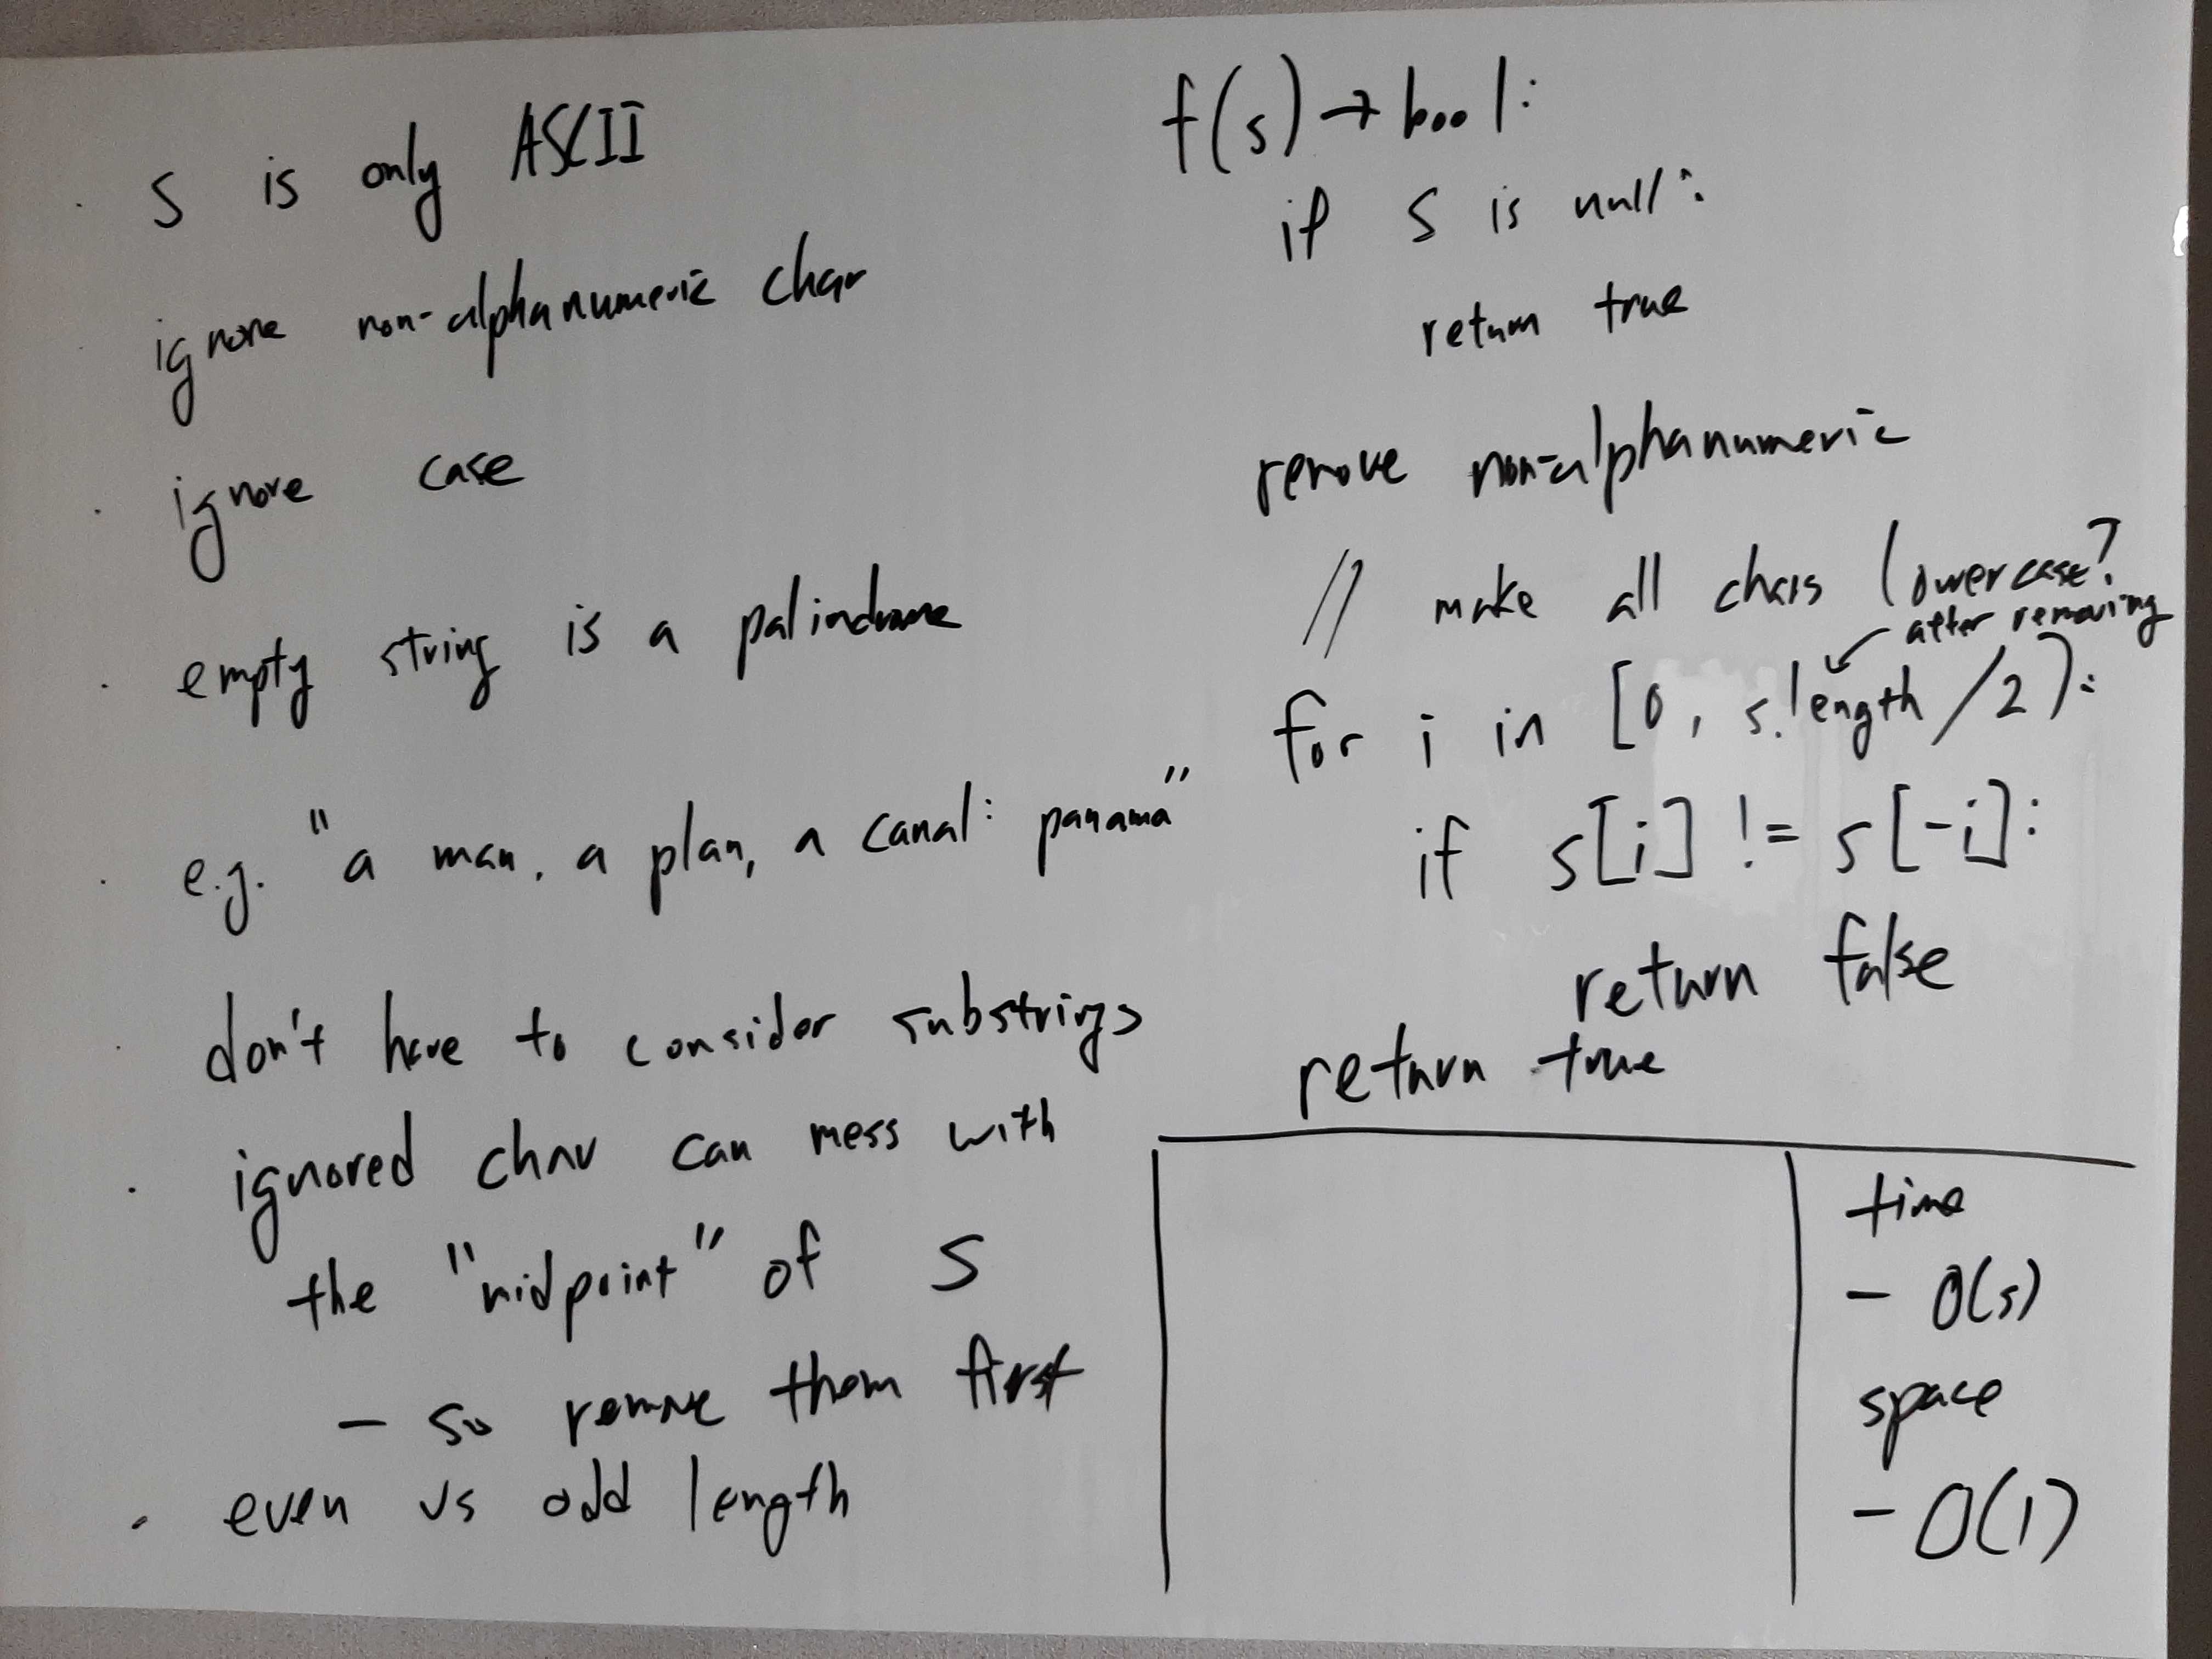 · s is only ASCII
ignore non-alphanumeric char
· ignore case
· empty string is a palindrome
· e.g. "a man, a plan, a canal: panama"
· don't have to consider substrings
· ignored char can mess with
the "midpoint" of s
- so remove them first
· even vs odd length
f(s) → bool:
if s is null:
return true
remove non-alphanumeric
// make all chars lowercase?
after removing
for i in [0, s.length/2):
if s[i] != s[-i]:
return false
return true
time
- O(s)
space
- O(1)